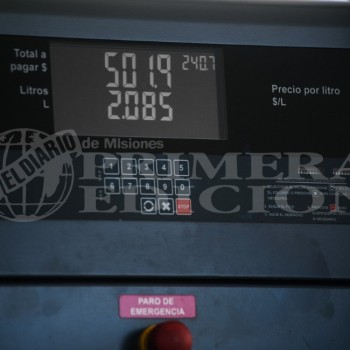 Total a
pagar $
501.9 240.7
Precio por litro
$/L
Litros
L
2.085
de Misiones
EL DIARIO
PRIMERA
EDICION
1 2 3 4 5
6 7 8 9 0
STOP
PARO DE
EMERGENCIA